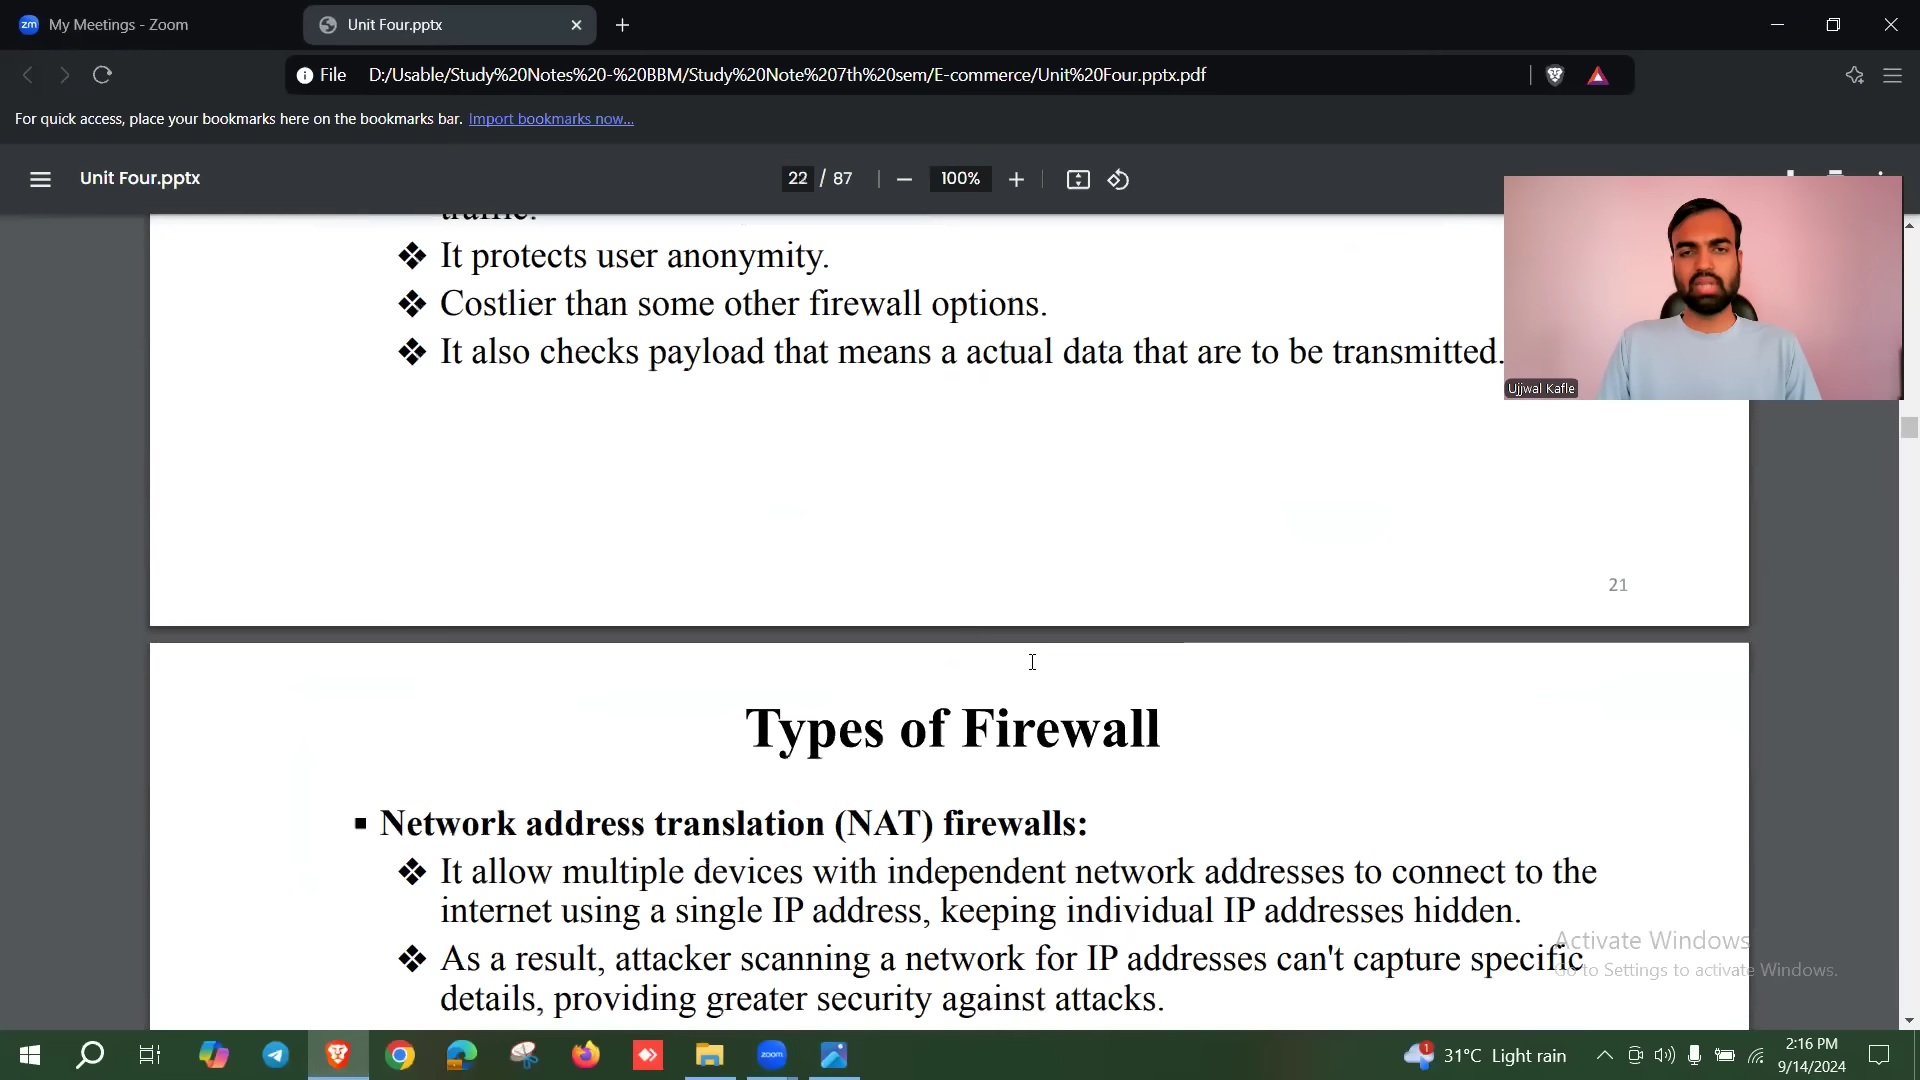 zm My Meetings - Zoom
Unit Four.pptx
File D:/Usable/Study%20Notes%20-%20BBM/Study%20Note%207th%20sem/E-commerce/Unit%20Four.pptx.pdf
For quick access, place your bookmarks here on the bookmarks bar. Import bookmarks now...
Unit Four.pptx
22 / 87
100%
traffic.
❖ It protects user anonymity.
❖ Costlier than some other firewall options.
❖ It also checks payload that means a actual data that are to be transmitted.
Ujjwal Kafle
21
Types of Firewall
▪ Network address translation (NAT) firewalls:
❖ It allow multiple devices with independent network addresses to connect to the
internet using a single IP address, keeping individual IP addresses hidden.
❖ As a result, attacker scanning a network for IP addresses can't capture specific
details, providing greater security against attacks.
Activate Windows
Go to Settings to activate Windows.
zoom
1
31°C Light rain
2:16 PM
9/14/2024